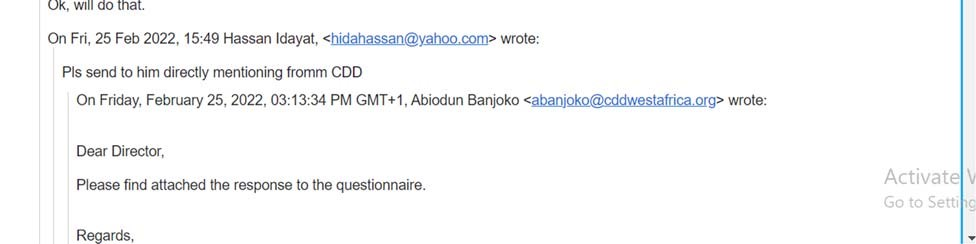 Ok, will do that.
On Fri, 25 Feb 2022, 15:49 Hassan Idayat, <hidahassan@yahoo.com> wrote:
Pls send to him directly mentioning fromm CDD
On Friday, February 25, 2022, 03:13:34 PM GMT+1, Abiodun Banjoko <abanjoko@cddwestafrica.org> wrote:
Dear Director,
Please find attached the response to the questionnaire.
Activate
Go to Setting
Regards,